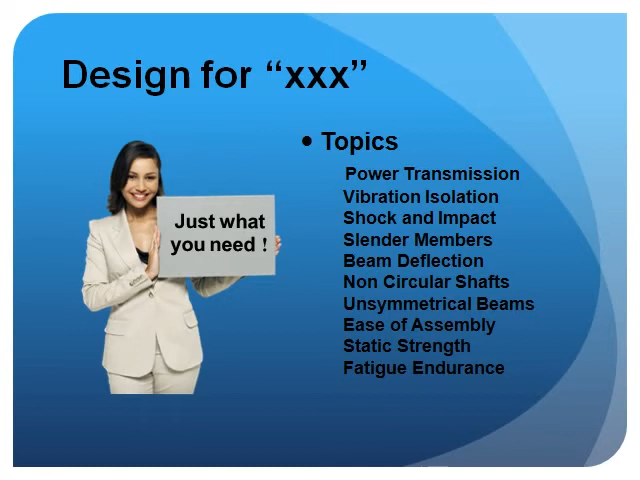 Design for “xxx”
• Topics
Power Transmission
Vibration Isolation
Shock and Impact
Slender Members
Beam Deflection
Non Circular Shafts
Unsymmetrical Beams
Ease of Assembly
Static Strength
Fatigue Endurance
Just what
you need !